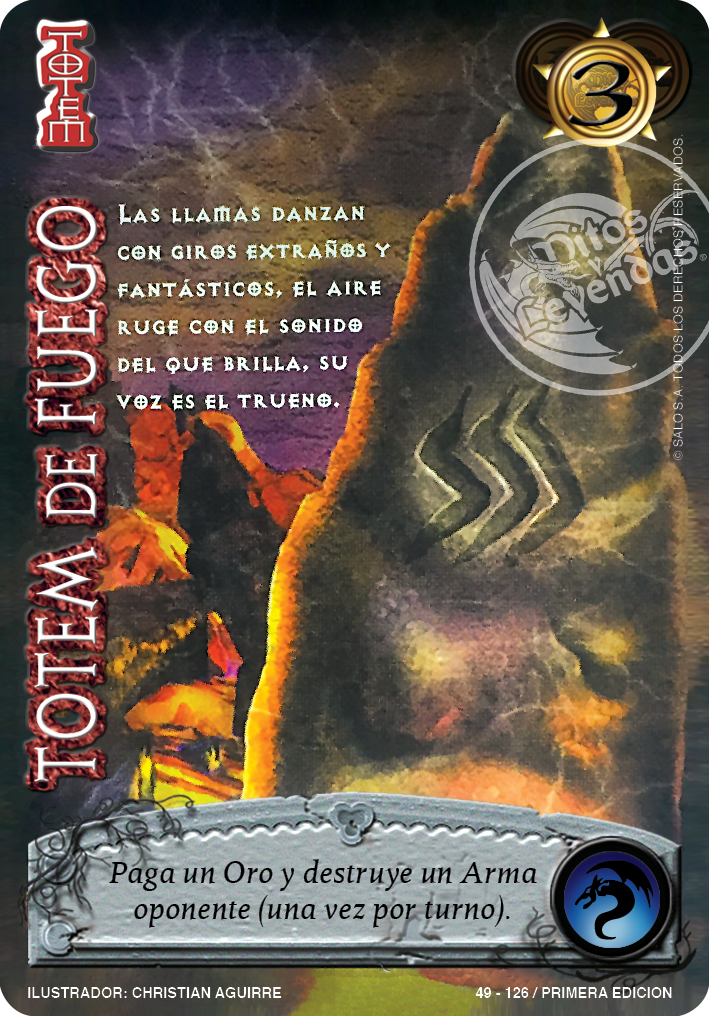 TOTEM
3
TOTEM DE FUEGO
LAS LLAMAS DANZAN
CON GIROS EXTRAÑOS Y
FANTÁSTICOS, EL AIRE
RUGE CON EL SONIDO
DEL QUE BRILLA, SU
VOZ ES EL TRUENO.
Mitos y
Leyendas®
© SALO S.A. TODOS LOS DERECHOS RESERVADOS.
Paga un Oro y destruye un Arma
oponente (una vez por turno).
ILUSTRADOR: CHRISTIAN AGUIRRE
49 - 126 / PRIMERA EDICION